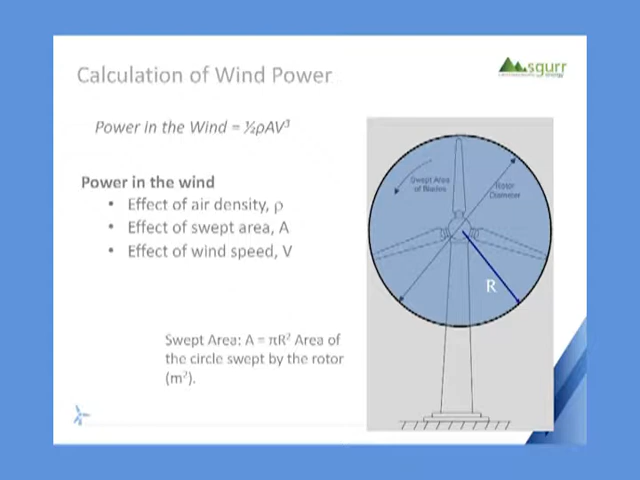 Calculation of Wind Power
sgurr
energy
Power in the Wind = ½ρAV³
Power in the wind
• Effect of air density, ρ
• Effect of swept area, A
• Effect of wind speed, V
Swept Area: A = πR² Area of
the circle swept by the rotor
(m²).
Swept Area
of Blades
Rotor
Diameter
R